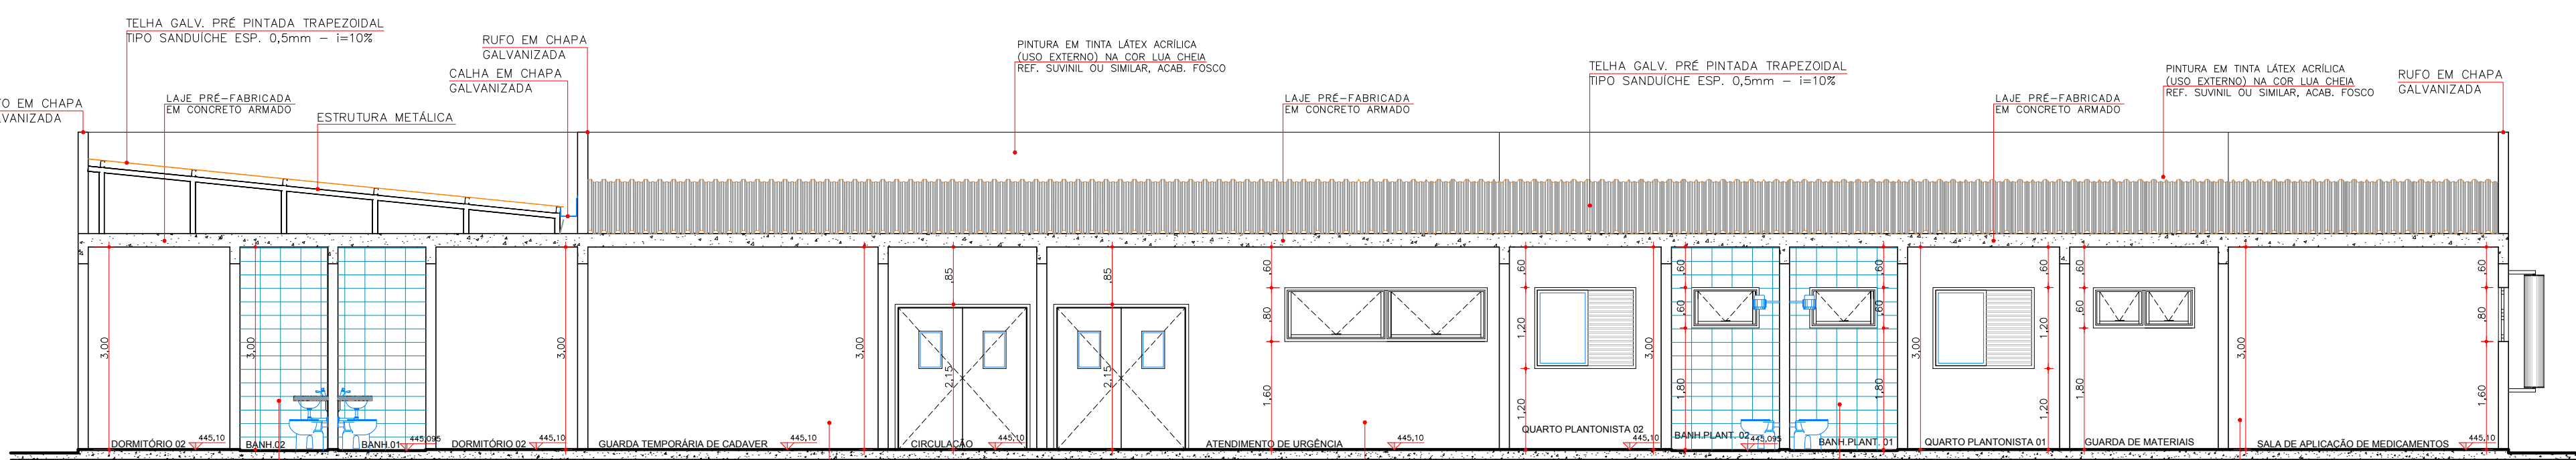 TELHA GALV. PRÉ PINTADA TRAPEZOIDAL
TIPO SANDUÍCHE ESP. 0,5mm – i=10%
RUFO EM CHAPA
GALVANIZADA
CALHA EM CHAPA
GALVANIZADA
PINTURA EM TINTA LÁTEX ACRÍLICA
(USO EXTERNO) NA COR LUA CHEIA
REF. SUVINIL OU SIMILAR, ACAB. FOSCO
TELHA GALV. PRÉ PINTADA TRAPEZOIDAL
TIPO SANDUÍCHE ESP. 0,5mm – i=10%
PINTURA EM TINTA LÁTEX ACRÍLICA
(USO EXTERNO) NA COR LUA CHEIA
REF. SUVINIL OU SIMILAR, ACAB. FOSCO
RUFO EM CHAPA
GALVANIZADA
FO EM CHAPA
LVANIZADA
LAJE PRÉ–FABRICADA
EM CONCRETO ARMADO
ESTRUTURA METÁLICA
LAJE PRÉ–FABRICADA
EM CONCRETO ARMADO
LAJE PRÉ–FABRICADA
EM CONCRETO ARMADO
3,00
3,00
3,00
3,00
,85
2,15
,85
2,15
,60
,80
1,60
,60
1,20
1,20
3,00
,60
,60
1,80
,60
,60
1,80
3,00
,60
1,20
1,20
,60
,60
1,80
3,00
,60
,80
1,60
DORMITÓRIO 02
445,10
BANH.02
BANH.01
445,095
DORMITÓRIO 02
445,10
GUARDA TEMPORÁRIA DE CADAVER
445,10
CIRCULAÇÃO
445,10
ATENDIMENTO DE URGÊNCIA
445,10
QUARTO PLANTONISTA 02
445,10
BANH.PLANT. 02
445,095
BANH.PLANT. 01
QUARTO PLANTONISTA 01
GUARDA DE MATERIAIS
SALA DE APLICAÇÃO DE MEDICAMENTOS
445,10